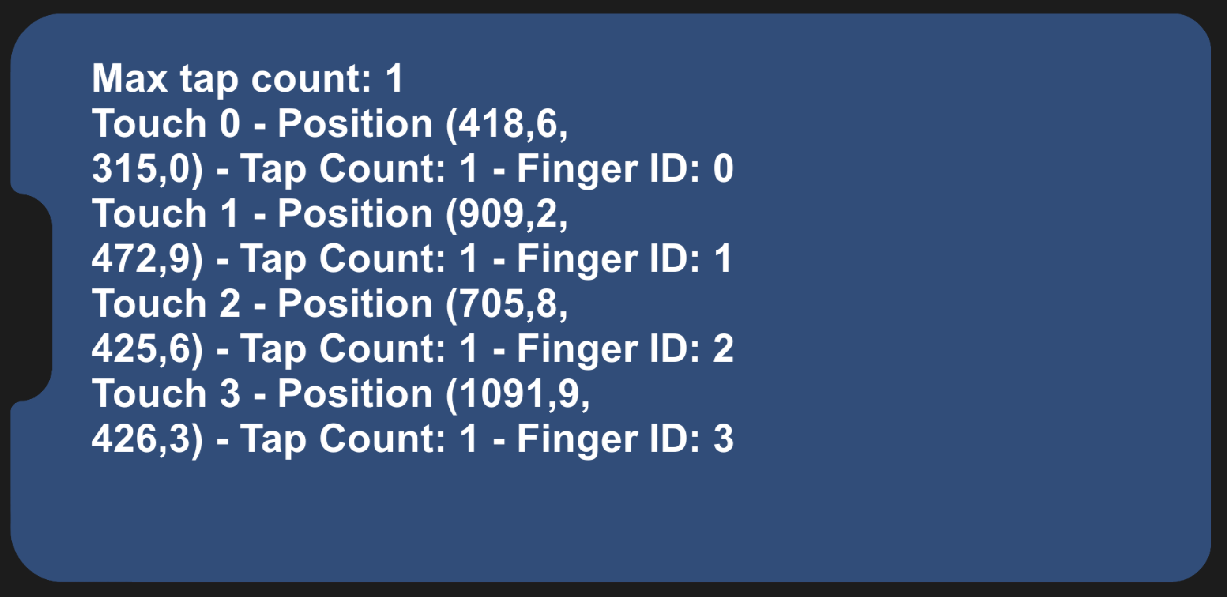 Max tap count: 1
Touch 0 - Position (418,6,
315,0) - Tap Count: 1 - Finger ID: 0
Touch 1 - Position (909,2,
472,9) - Tap Count: 1 - Finger ID: 1
Touch 2 - Position (705,8,
425,6) - Tap Count: 1 - Finger ID: 2
Touch 3 - Position (1091,9,
426,3) - Tap Count: 1 - Finger ID: 3